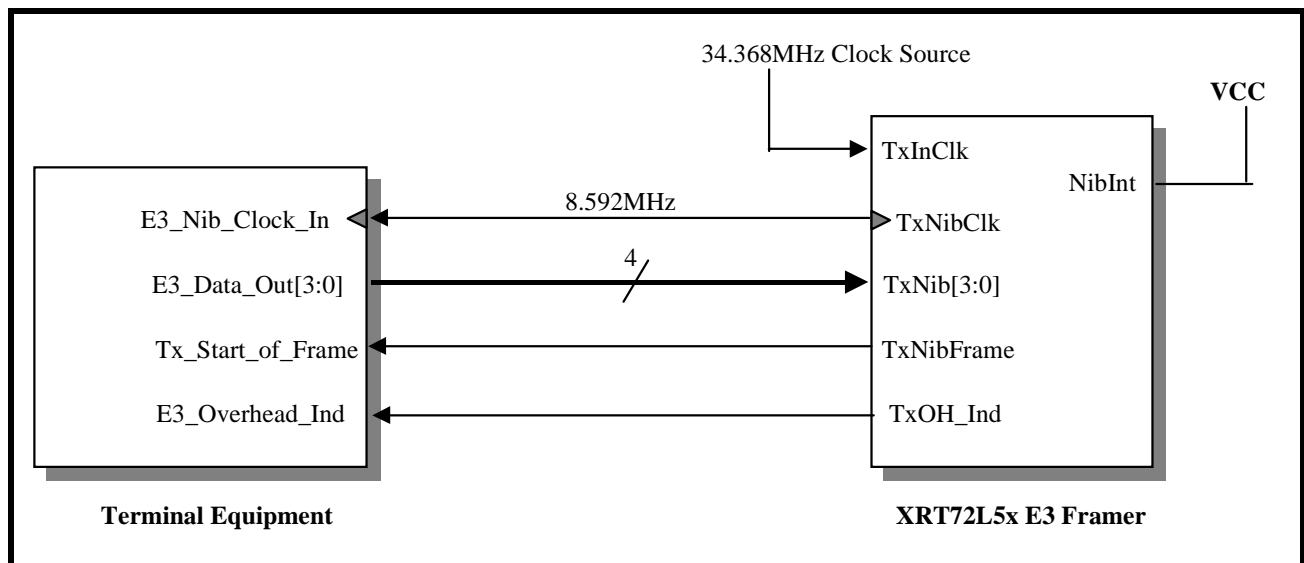 34.368MHz Clock Source
VCC
TxInClk
NibInt
8.592MHz
E3_Nib_Clock_In
TxNibClk
4
E3_Data_Out[3:0]
TxNib[3:0]
Tx_Start_of_Frame
TxNibFrame
E3_Overhead_Ind
TxOH_Ind
Terminal Equipment
XRT72L5x E3 Framer